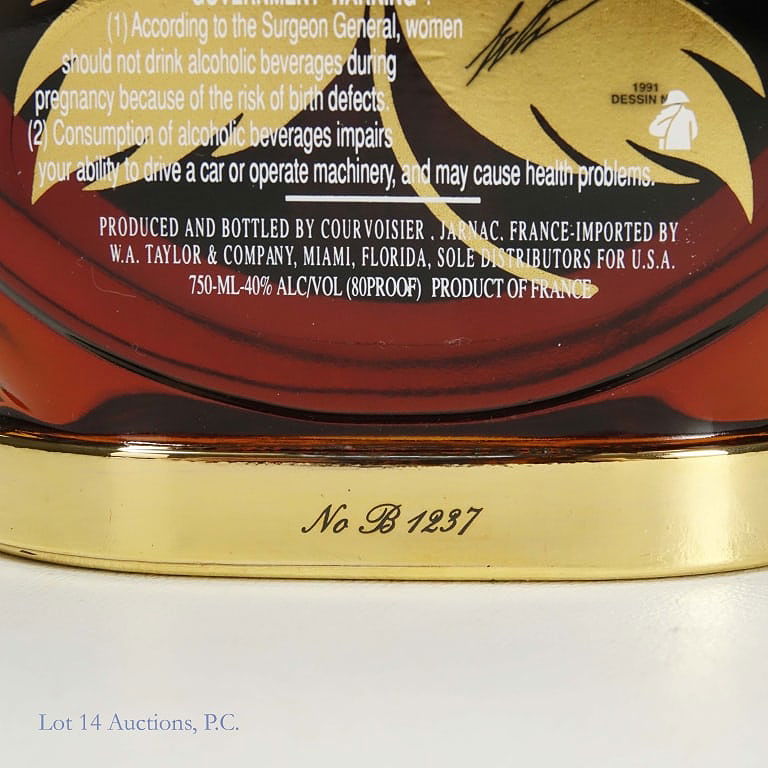 GOVERNMENT WARNING :
(1) According to the Surgeon General, women
should not drink alcoholic beverages during
pregnancy because of the risk of birth defects.
(2) Consumption of alcoholic beverages impairs
your ability to drive a car or operate machinery, and may cause health problems.
1991
DESSIN
PRODUCED AND BOTTLED BY COURVOISIER . JARNAC. FRANCE-IMPORTED BY
W.A. TAYLOR & COMPANY, MIAMI, FLORIDA, SOLE DISTRIBUTORS FOR U.S.A.
750-ML-40% ALC/VOL (80PROOF) PRODUCT OF FRANCE
No B 1237
Lot 14 Auctions, P.C.